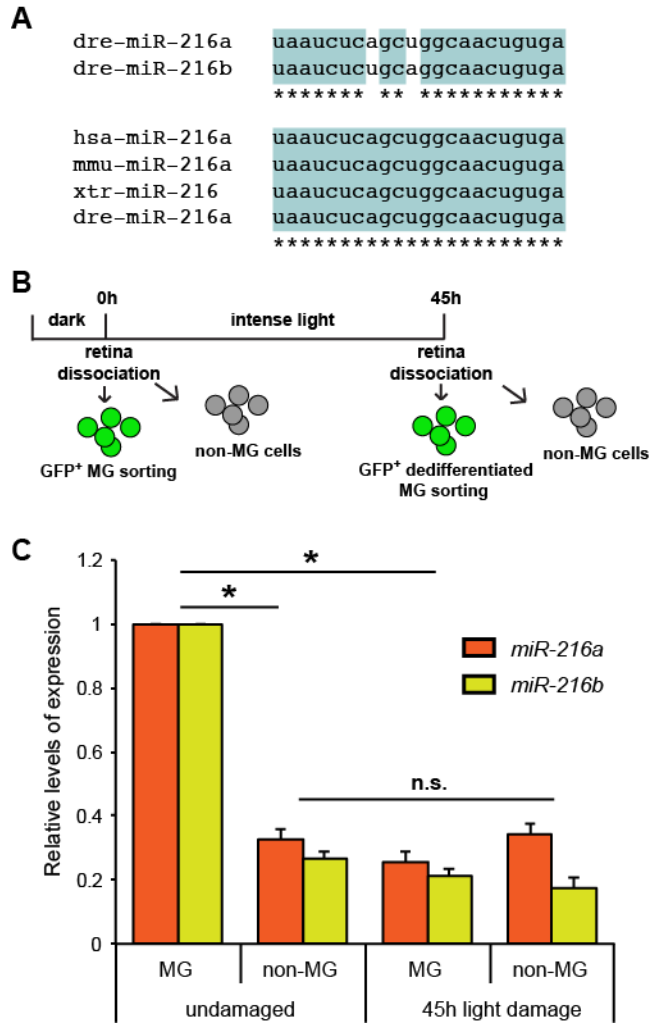 A
dre-miR-216a uaaucucagcuggcaacuguga
dre-miR-216b uaaucucugcaggcaacuguga
******* ** ***********
hsa-miR-216a uaaucucagcuggcaacuguga
mmu-miR-216a uaaucucagcuggcaacuguga
xtr-miR-216 uaaucucagcuggcaacuguga
dre-miR-216a uaaucucagcuggcaacuguga
**********************
B
0h 45h
dark intense light
retina dissociation
GFP+ MG sorting
non-MG cells
retina dissociation
GFP+ dedifferentiated MG sorting
non-MG cells
C
Relative levels of expression
1.2
1
0.8
0.6
0.4
0.2
0
*
*
n.s.
miR-216a
miR-216b
MG non-MG MG non-MG
undamaged 45h light damage